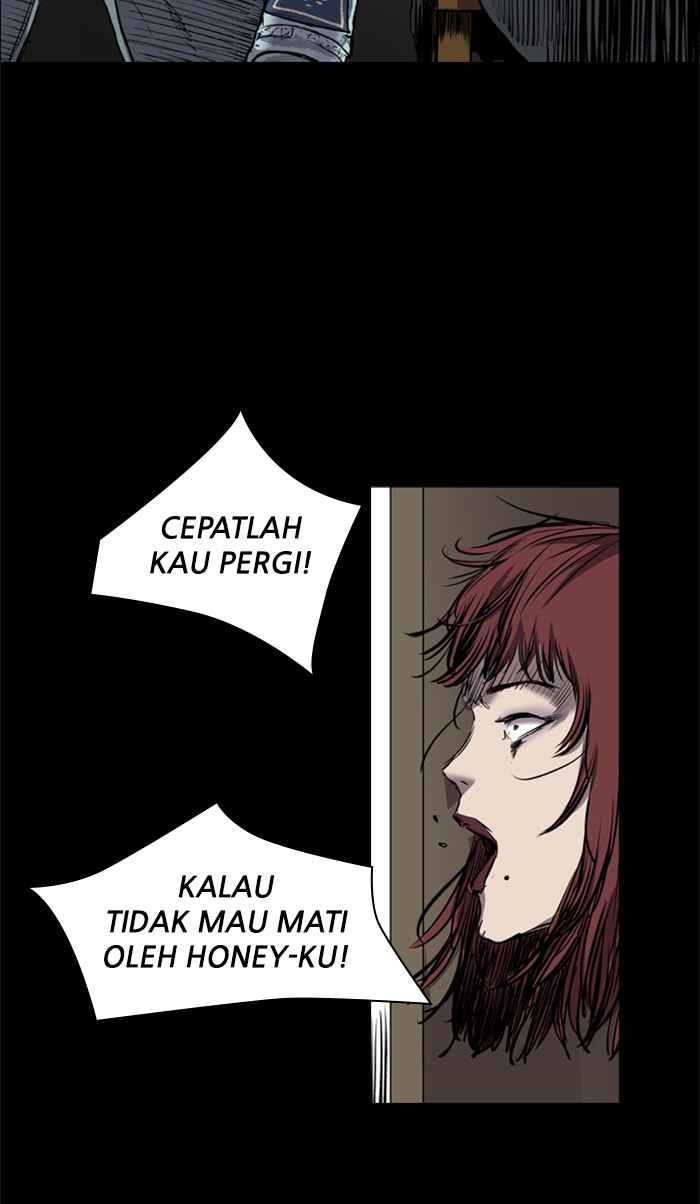 CEPATLAH
KAU PERGI!
KALAU
TIDAK MAU MATI
OLEH HONEY-KU!